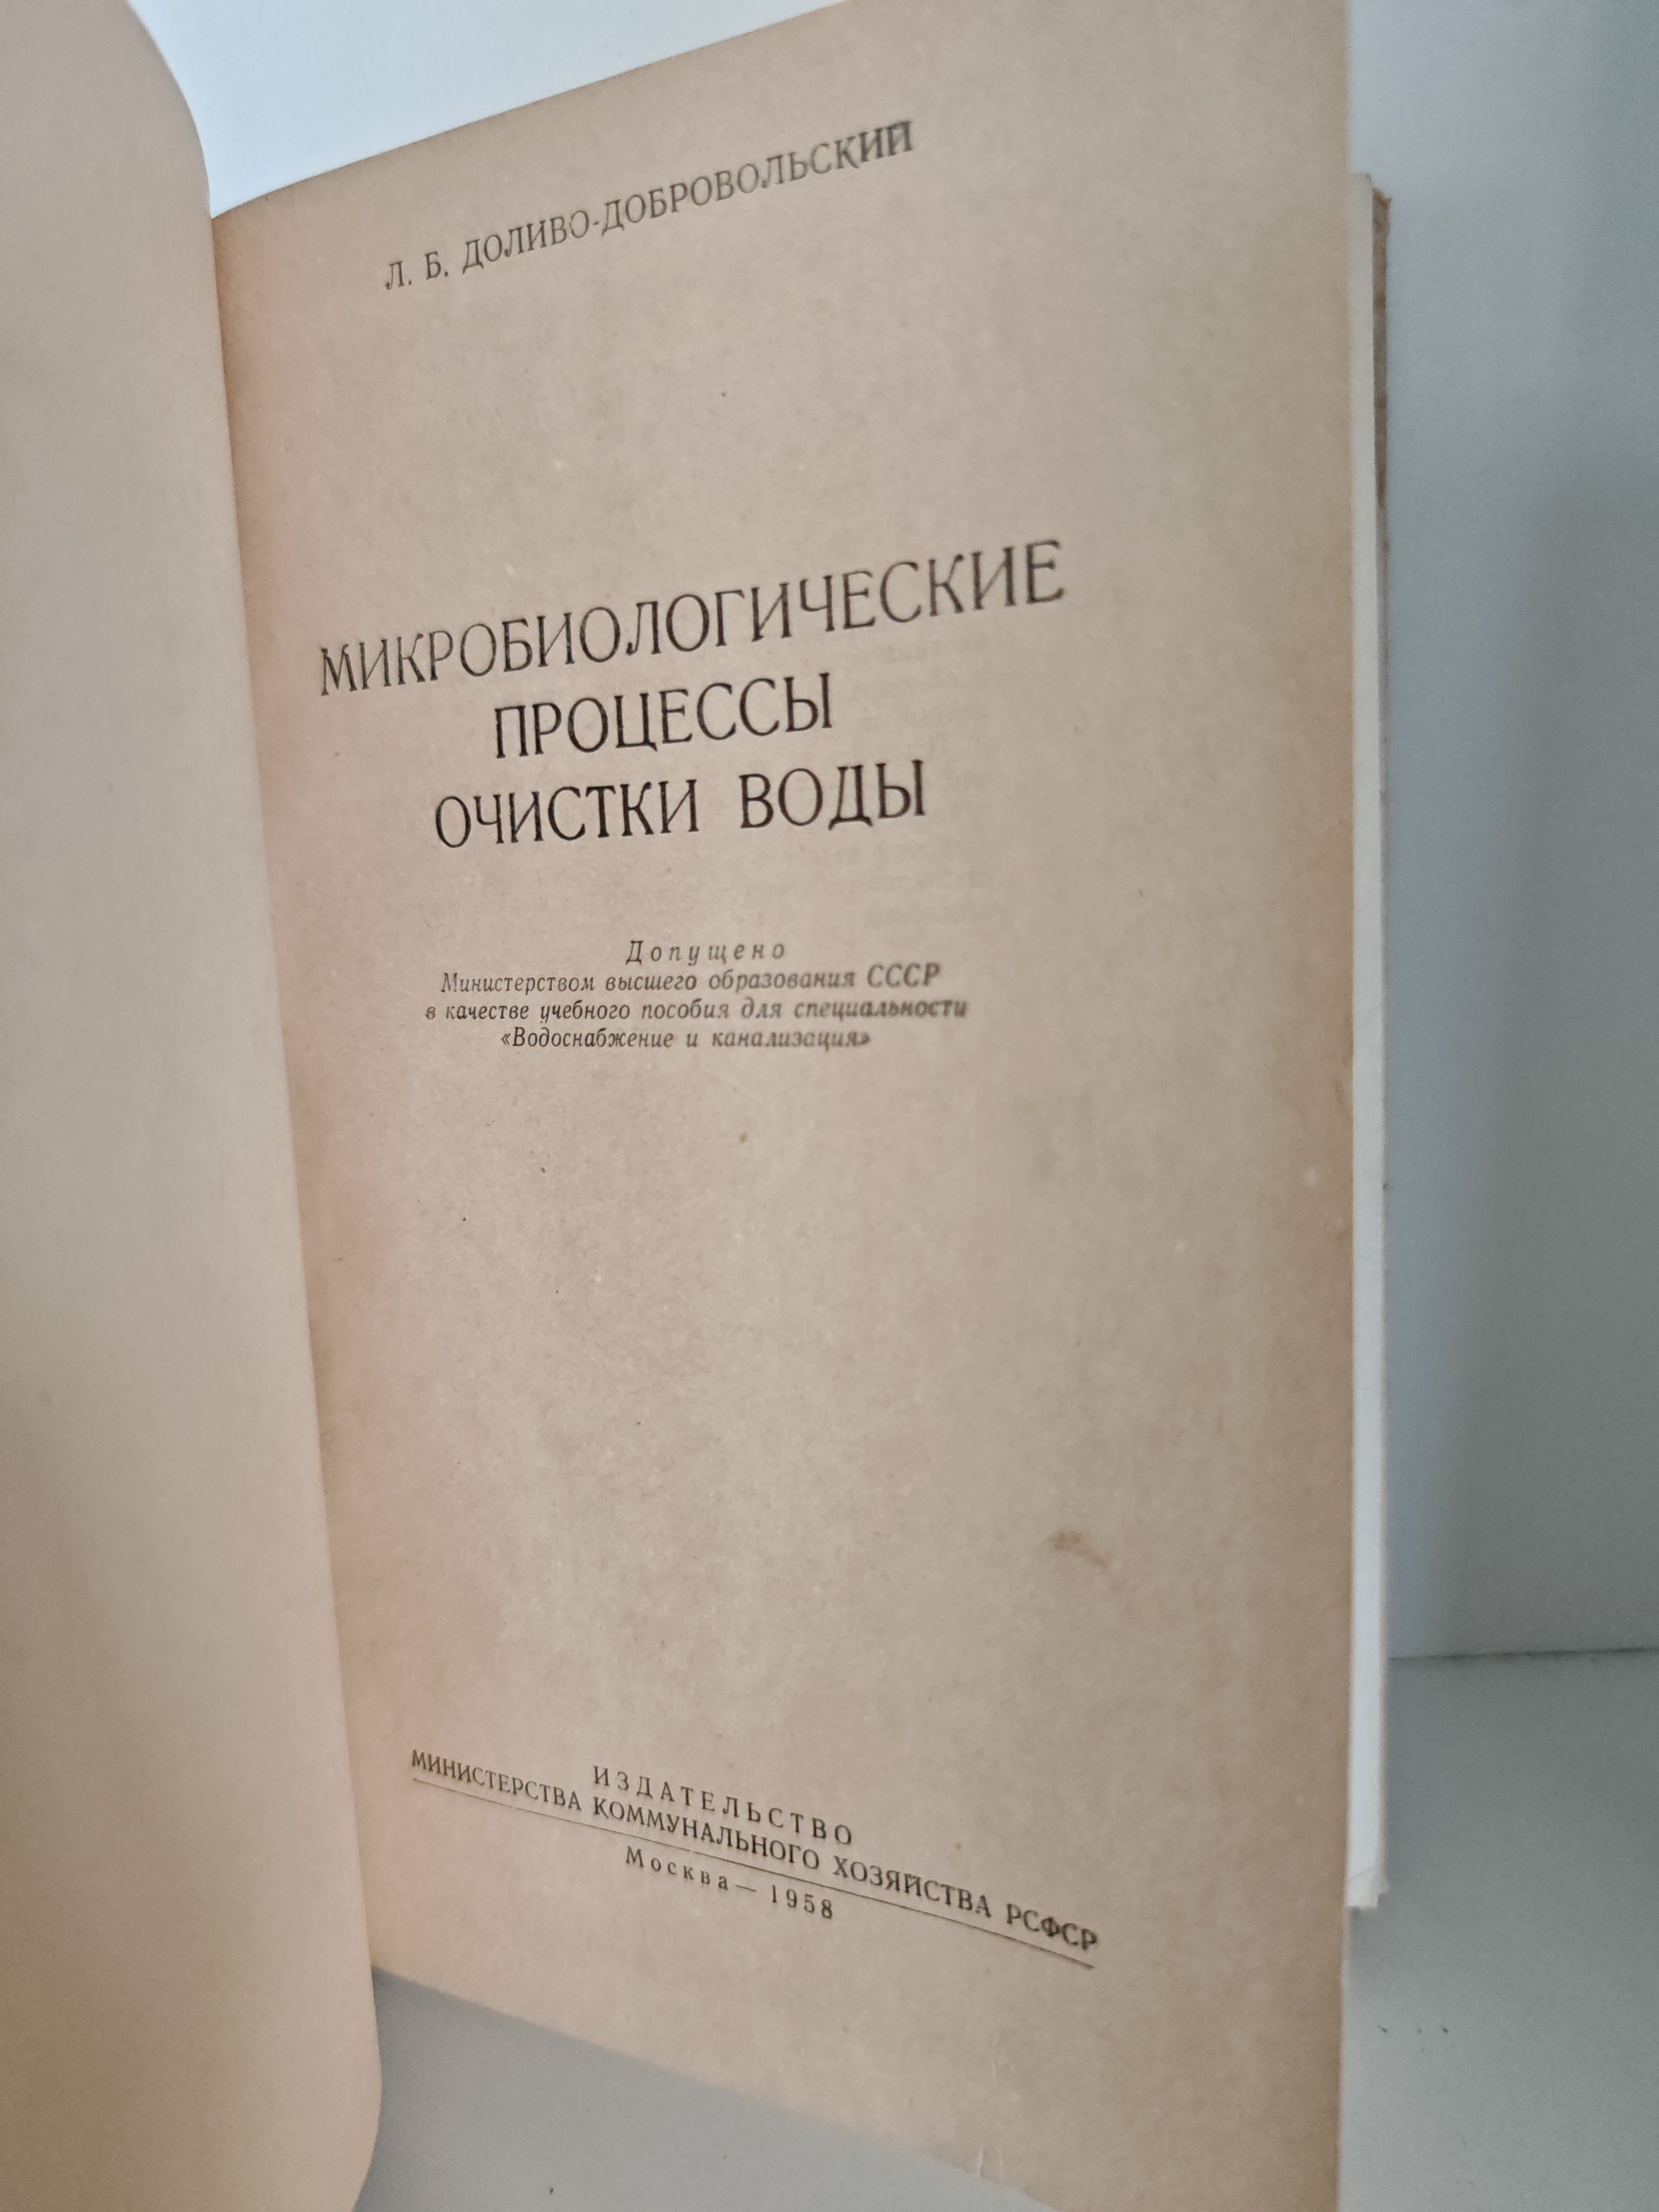 Л. Б. ДОЛИВО-ДОБРОВОЛЬСКИЙ
МИКРОБИОЛОГИЧЕСКИЕ
ПРОЦЕССЫ
ОЧИСТКИ ВОДЫ
Допущено
Министерством высшего образования СССР
в качестве учебного пособия для специальности
«Водоснабжение и канализация»
ИЗДАТЕЛЬСТВО
МИНИСТЕРСТВА КОММУНАЛЬНОГО ХОЗЯЙСТВА РСФСР
Москва — 1958